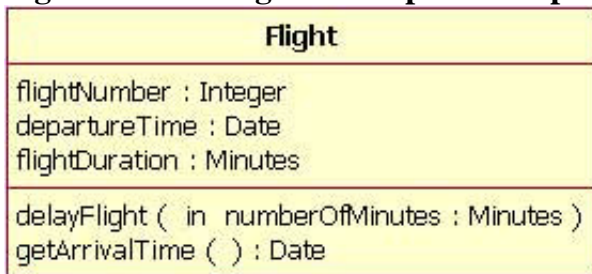 Flight
flightNumber : Integer
departureTime : Date
flightDuration : Minutes
delayFlight ( in numberOfMinutes : Minutes )
getArrivalTime ( ) : Date